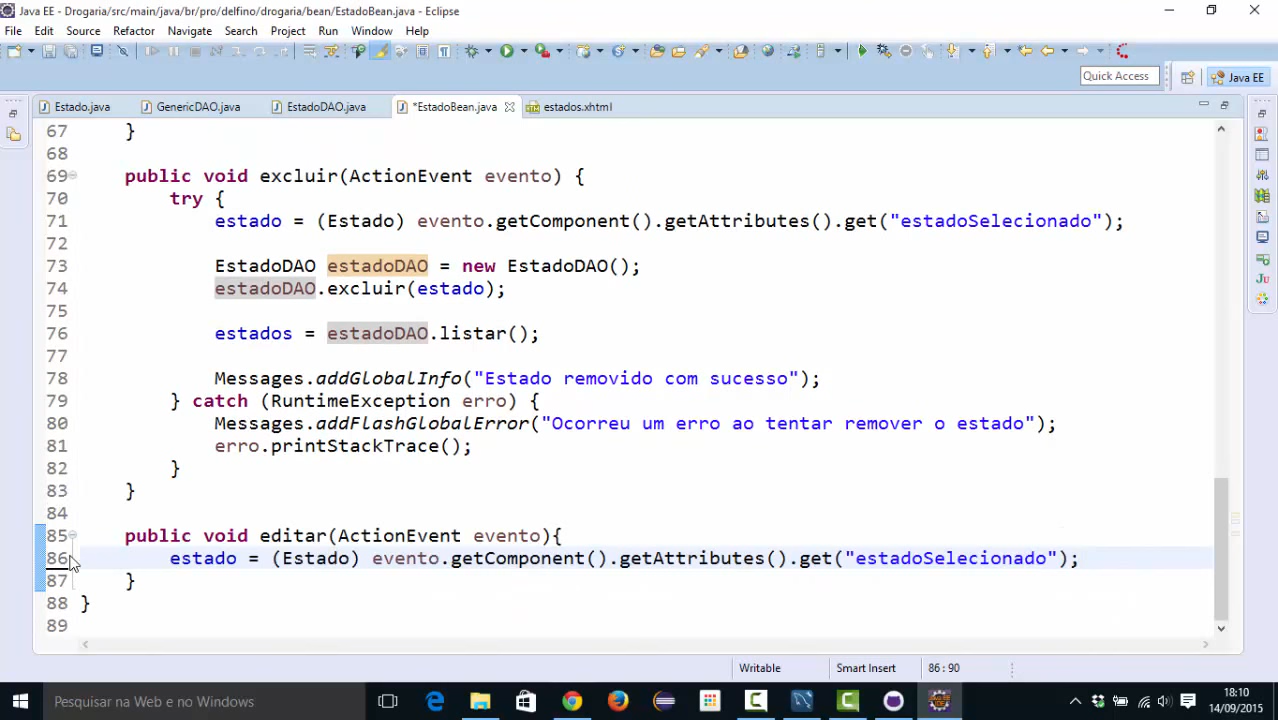 Java EE - Drogaria/src/main/java/br/pro/delfino/drogaria/bean/EstadoBean.java - Eclipse
File Edit Source Refactor Navigate Search Project Run Window Help
Quick Access Java EE
Estado.java GenericDAO.java EstadoDAO.java *EstadoBean.java estados.xhtml
67 }
68
69 public void excluir(ActionEvent evento) {
70 try {
71 estado = (Estado) evento.getComponent().getAttributes().get("estadoSelecionado");
72
73 EstadoDAO estadoDAO = new EstadoDAO();
74 estadoDAO.excluir(estado);
75
76 estados = estadoDAO.listar();
77
78 Messages.addGlobalInfo("Estado removido com sucesso");
79 } catch (RuntimeException erro) {
80 Messages.addFlashGlobalError("Ocorreu um erro ao tentar remover o estado");
81 erro.printStackTrace();
82 }
83 }
84
85 public void editar(ActionEvent evento){
86 estado = (Estado) evento.getComponent().getAttributes().get("estadoSelecionado");
87 }
88 }
89
Writable Smart Insert 86 : 90
Pesquisar na Web e no Windows
18:10
14/09/2015